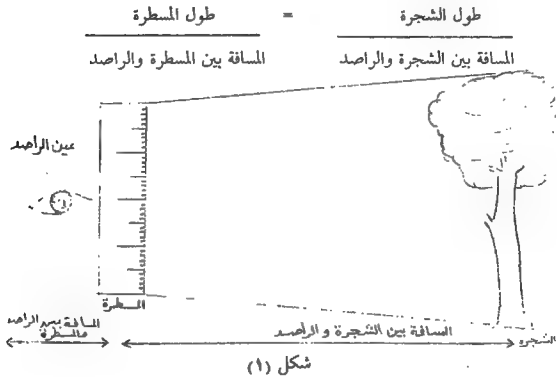 طول الشجرة = طول المسطرة
المسافة بين الشجرة والراصد المسافة بين المسطرة والراصد
عين الراصد
المسطرة
المسافة بين الراصد
والمسطرة
المسافة بين الشجرة والراصد
الشجرة
شكل (١)